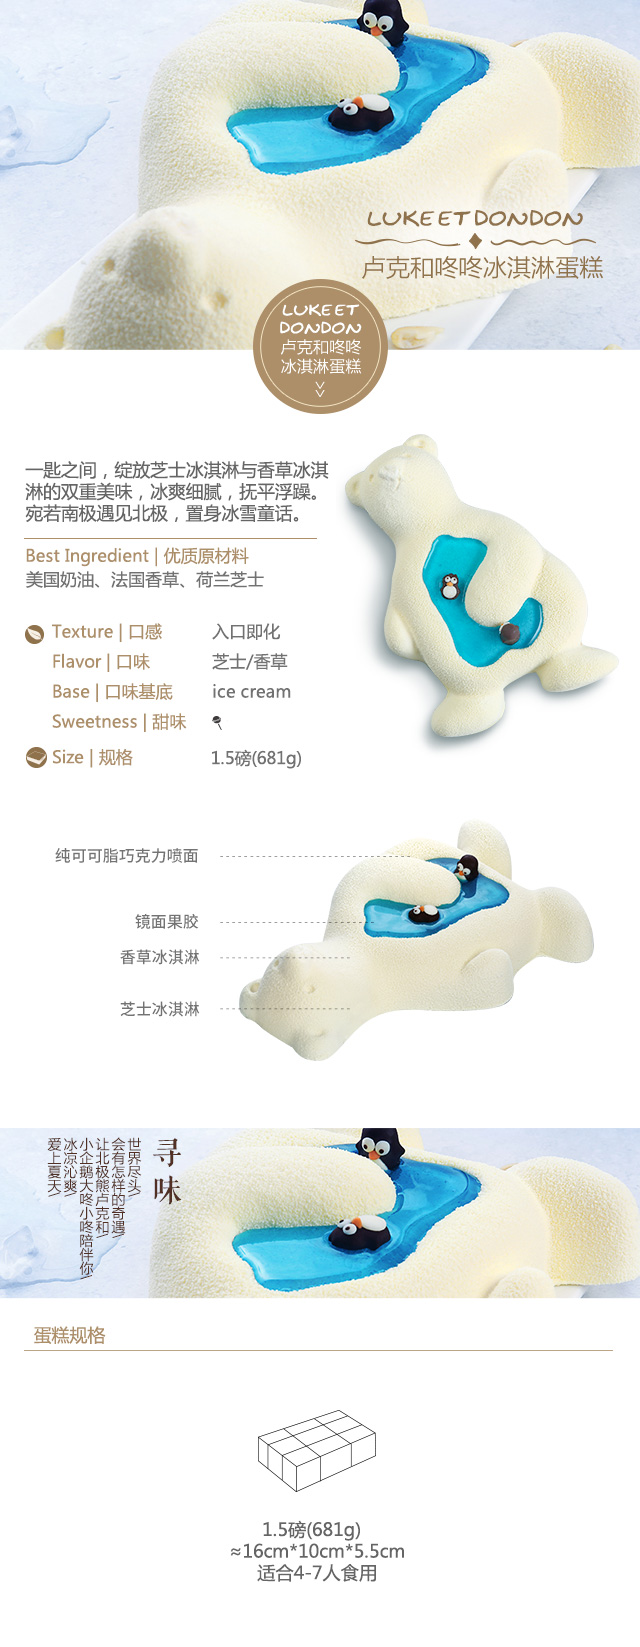 LUKE ET DONDON
卢克和咚咚冰淇淋蛋糕
LUKE ET
DONDON
卢克和咚咚
冰淇淋蛋糕
一匙之间，绽放芝士冰淇淋与香草冰淇
淋的双重美味，冰爽细腻，抚平浮躁。
宛若南极遇见北极，置身冰雪童话。
Best Ingredient | 优质原材料
美国奶油、法国香草、荷兰芝士
Texture | 口感 入口即化
Flavor | 口味 芝士/香草
Base | 口味基底 ice cream
Sweetness | 甜味
Size | 规格 1.5磅(681g)
纯可可脂巧克力喷面
镜面果胶
香草冰淇淋
芝士冰淇淋
寻味
世界尽头/
会有怎样的奇遇/
让北极熊卢克和/
小企鹅大咚小咚陪伴你/
冰凉沁爽/
爱上夏天/
蛋糕规格
1.5磅(681g)
≈16cm*10cm*5.5cm
适合4-7人食用